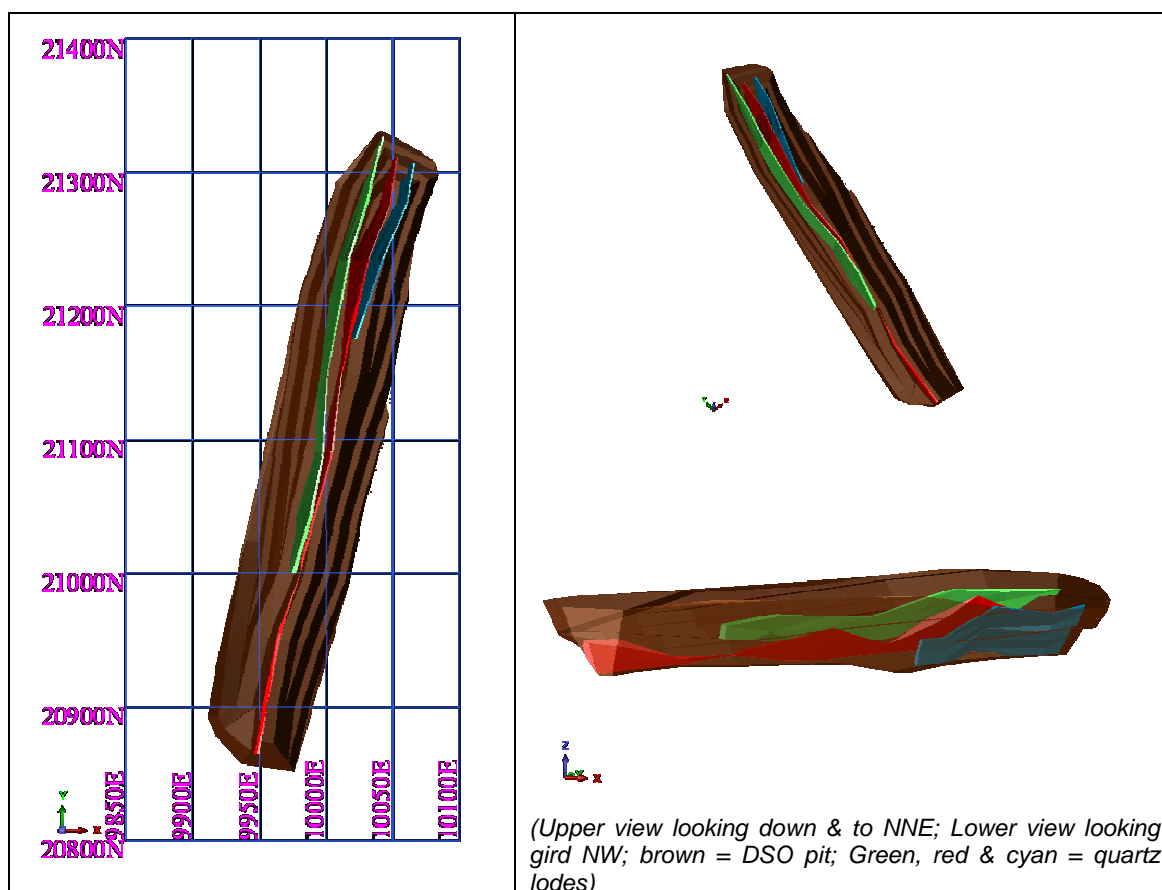 21400N
21300N
21200N
21100N
21000N
20900N
20800N
9850E
9900E
9950E
10000E
10050E
10100E
Y
X
Z
Y
X
(Upper view looking down & to NNE; Lower view looking
gird NW; brown = DSO pit; Green, red & cyan = quartz
lodes)